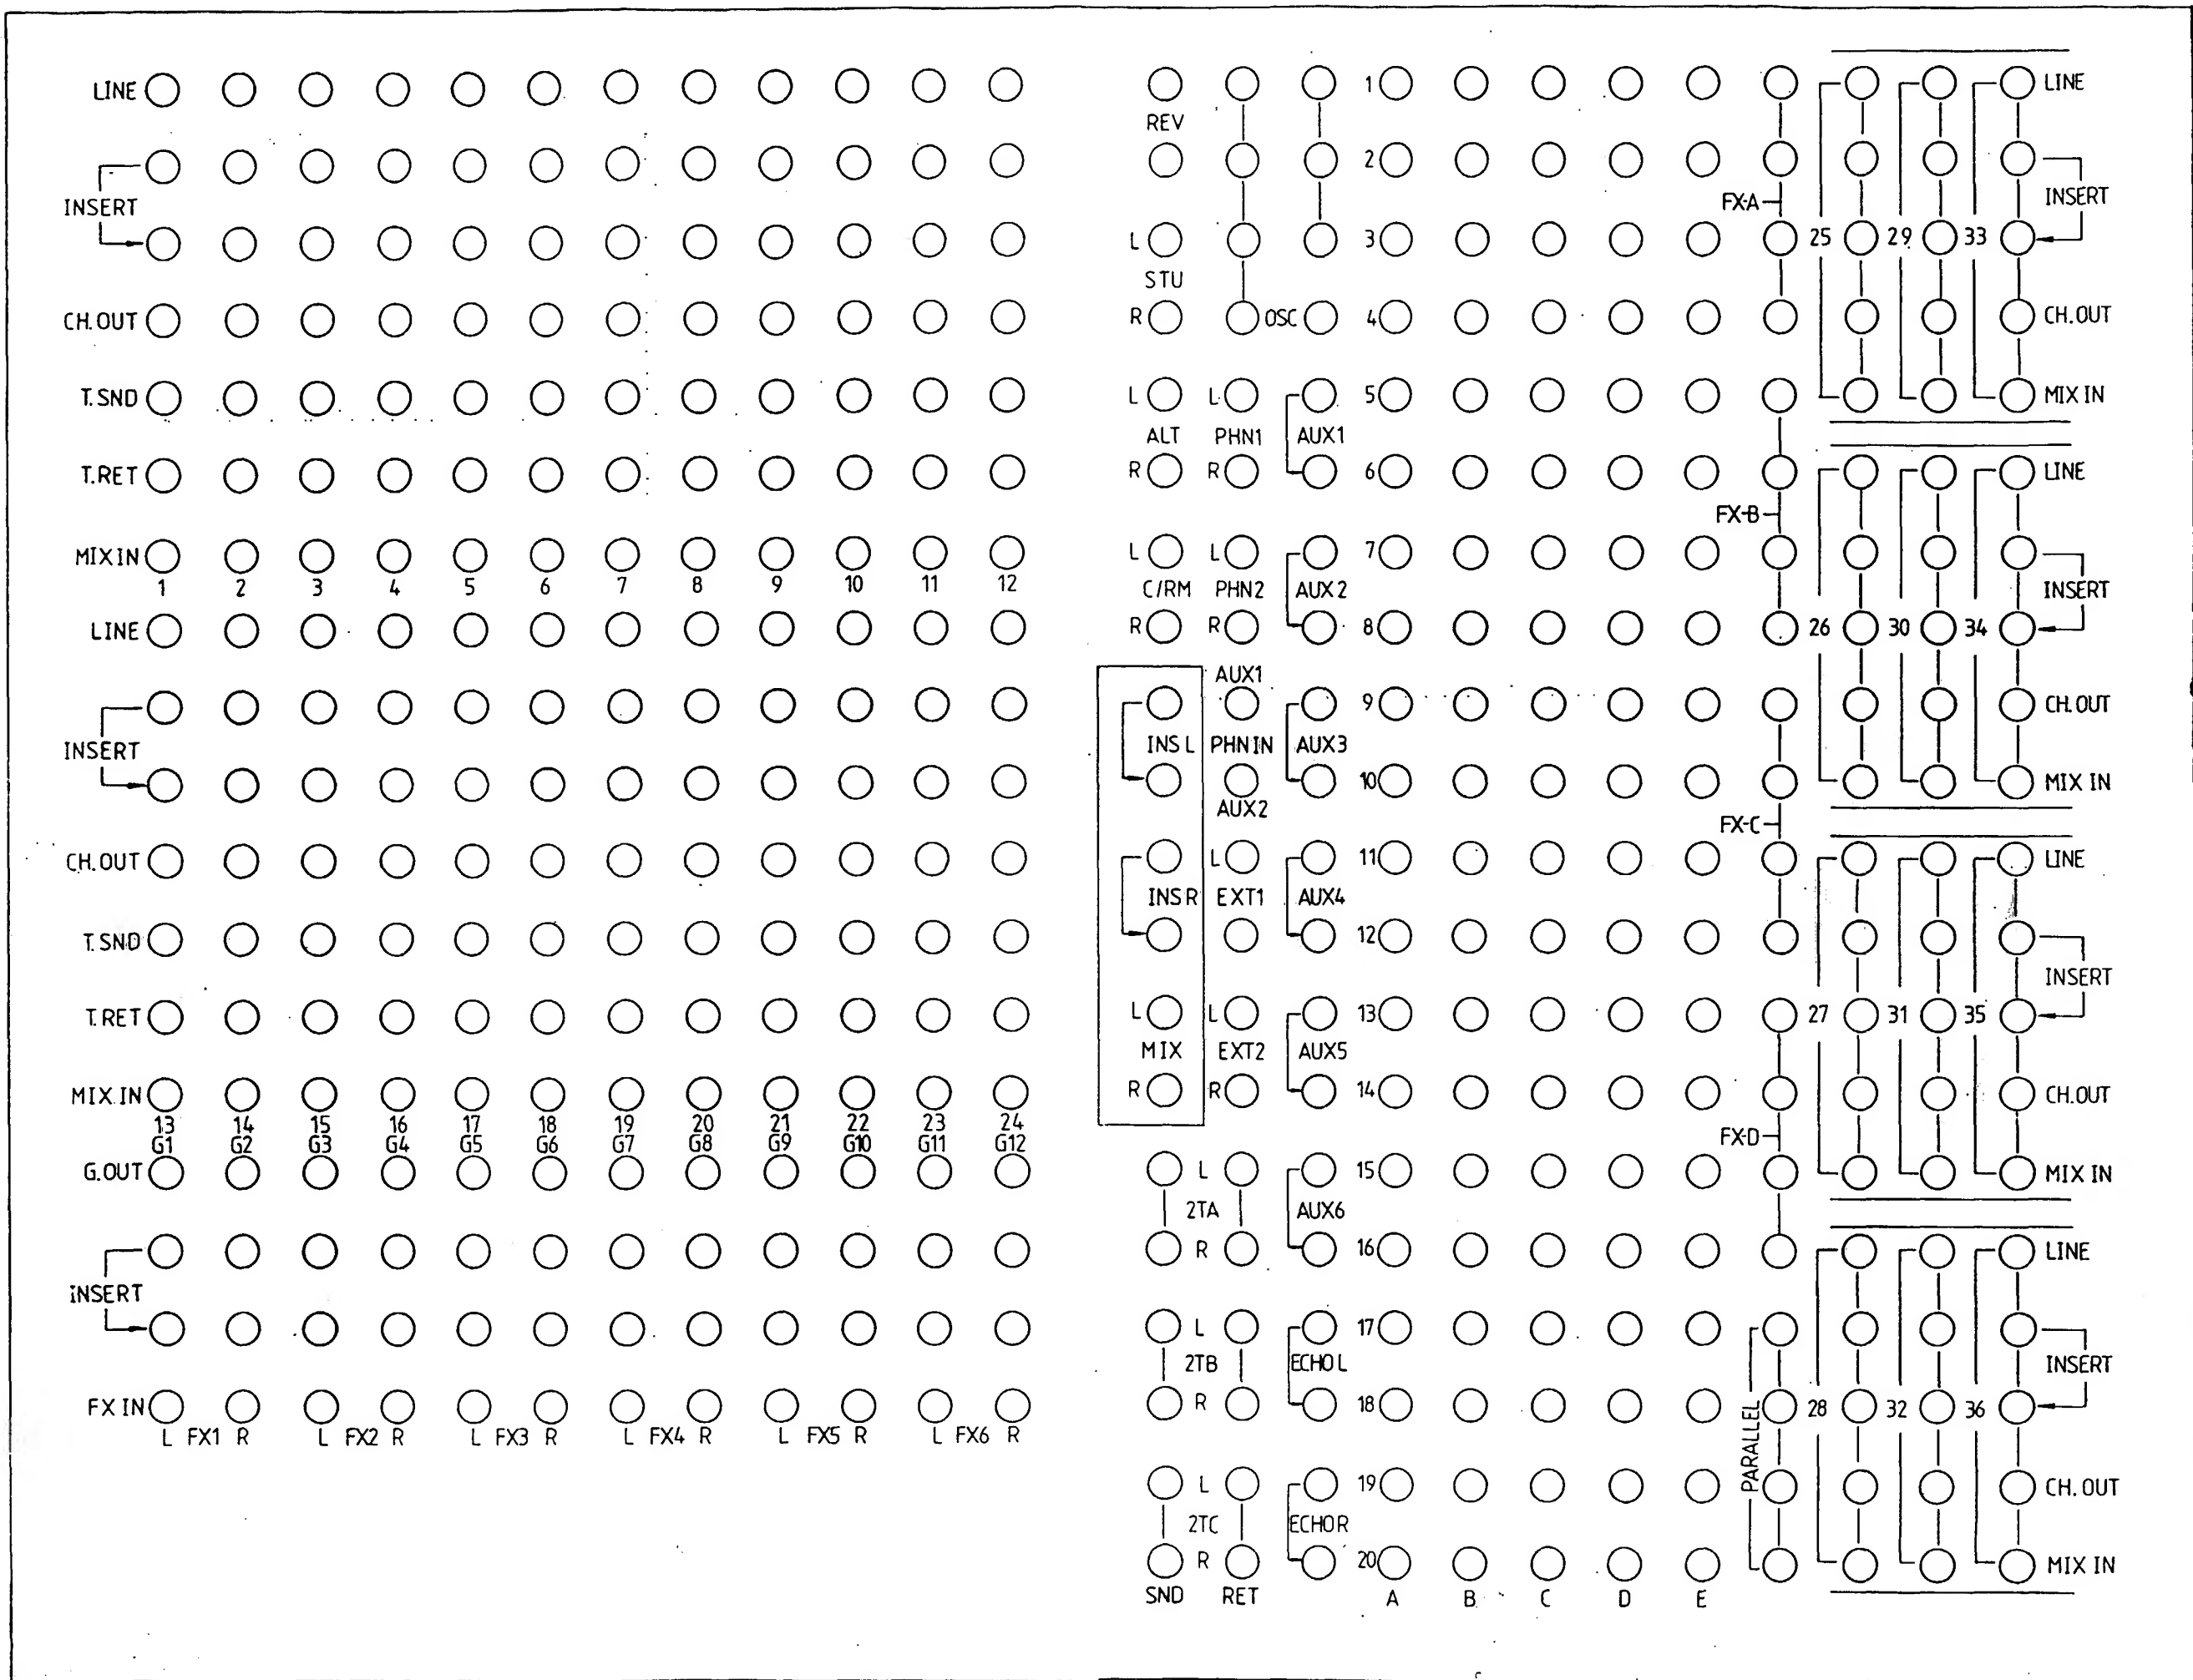 LINE
INSERT
CH.OUT
T.SND
T.RET
MIX IN
1 2 3 4 5 6 7 8 9 10 11 12
LINE
INSERT
CH.OUT
T.SND
T.RET
MIX IN
13 14 15 16 17 18 19 20 21 22 23 24
G1 G2 G3 G4 G5 G6 G7 G8 G9 G10 G11 G12
G.OUT
INSERT
FX IN
L FX1 R L FX2 R L FX3 R L FX4 R L FX5 R L FX6 R
REV
L
STU
R
OSC
L
ALT
R
L
PHN1
R
AUX1
L
C/RM
R
L
PHN2
R
AUX2
INS L
AUX1
PHN IN
AUX2
AUX3
INS R
L
EXT1
AUX4
L
MIX
R
L
EXT2
R
AUX5
L
2TA
R
AUX6
L
2TB
R
ECHO L
L
2TC
R
ECHO R
SND RET
1
2
3
4
5
6
7
8
9
10
11
12
13
14
15
16
17
18
19
20
A B C D E
FX-A
FX-B
FX-C
FX-D
PARALLEL
25 29 33
LINE
INSERT
CH.OUT
MIX IN
26 30 34
LINE
INSERT
CH.OUT
MIX IN
27 31 35
LINE
INSERT
CH.OUT
MIX IN
28 32 36
LINE
INSERT
CH.OUT
MIX IN